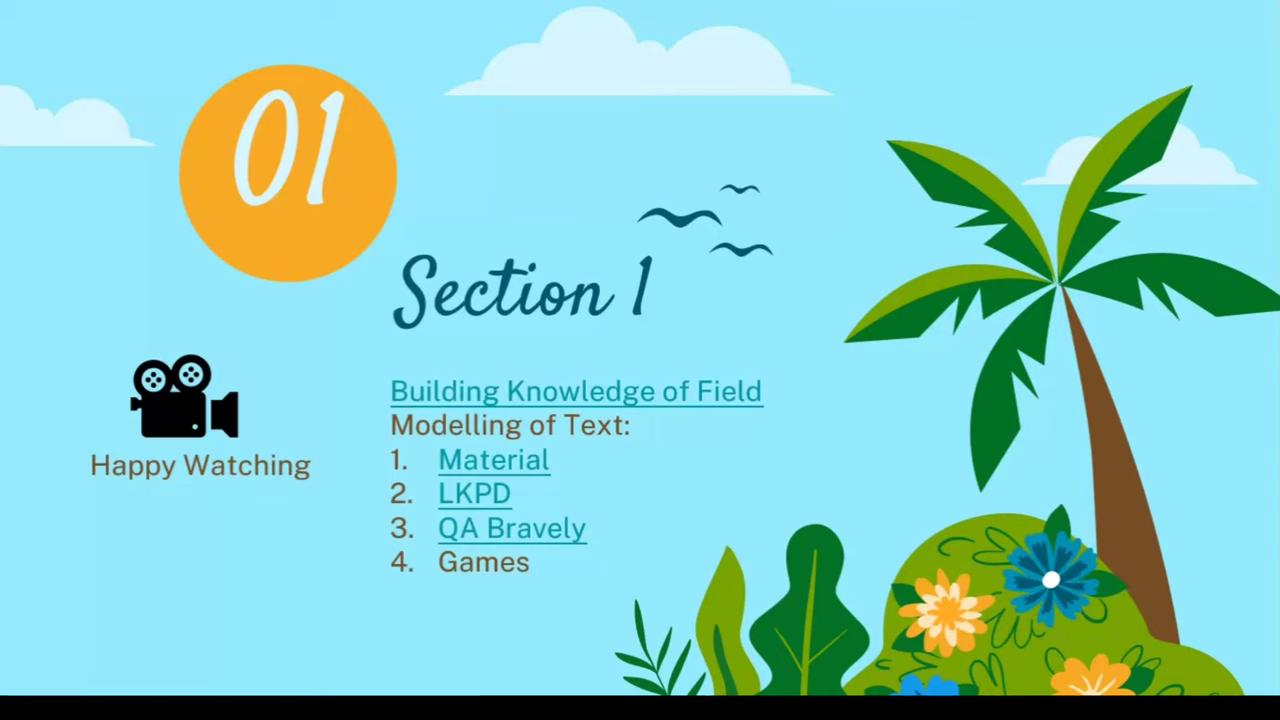 01
Section 1
Happy Watching
Building Knowledge of Field
Modelling of Text:
1. Material
2. LKPD
3. QA Bravely
4. Games